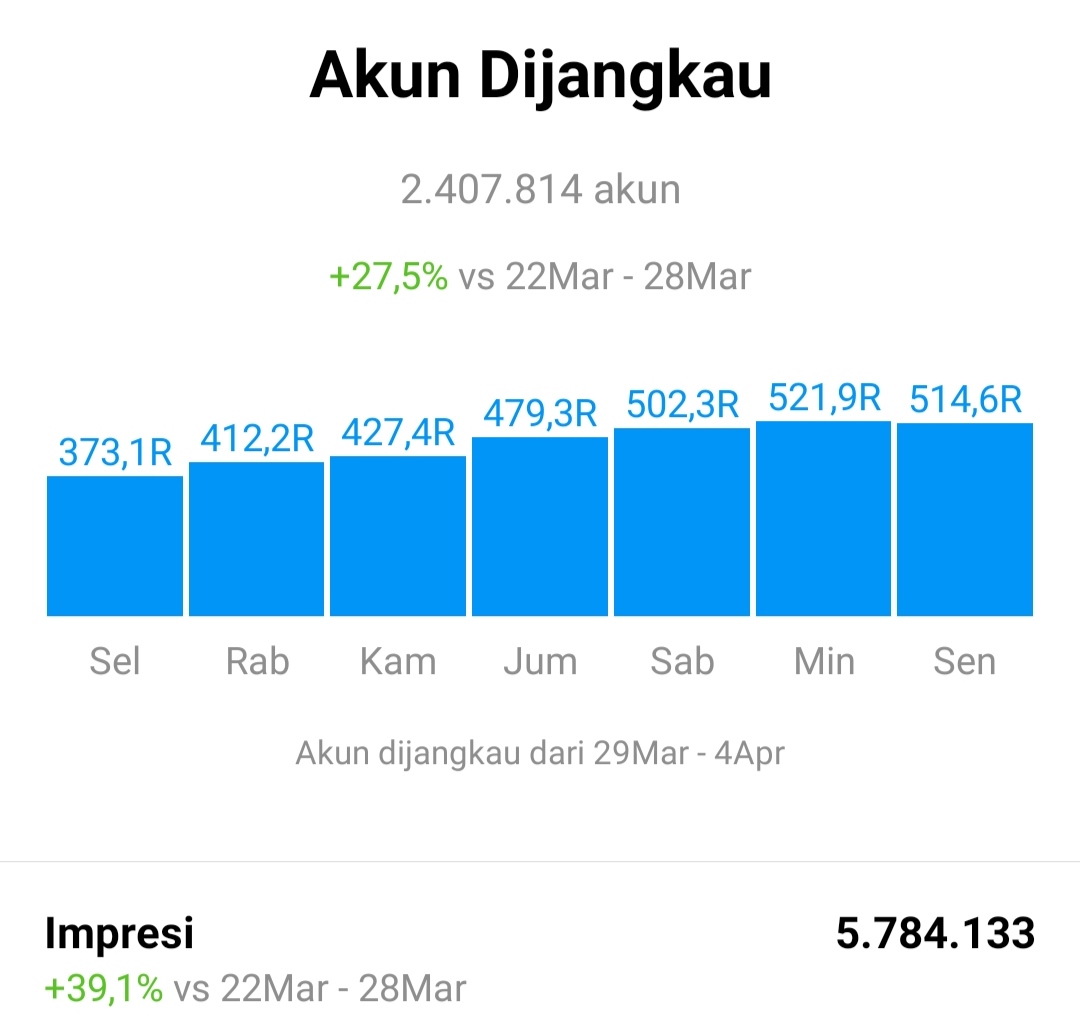 Akun Dijangkau
2.407.814 akun
+27,5% vs 22Mar - 28Mar
373,1R 412,2R 427,4R 479,3R 502,3R 521,9R 514,6R
Sel Rab Kam Jum Sab Min Sen
Akun dijangkau dari 29Mar - 4Apr
Impresi 5.784.133
+39,1% vs 22Mar - 28Mar